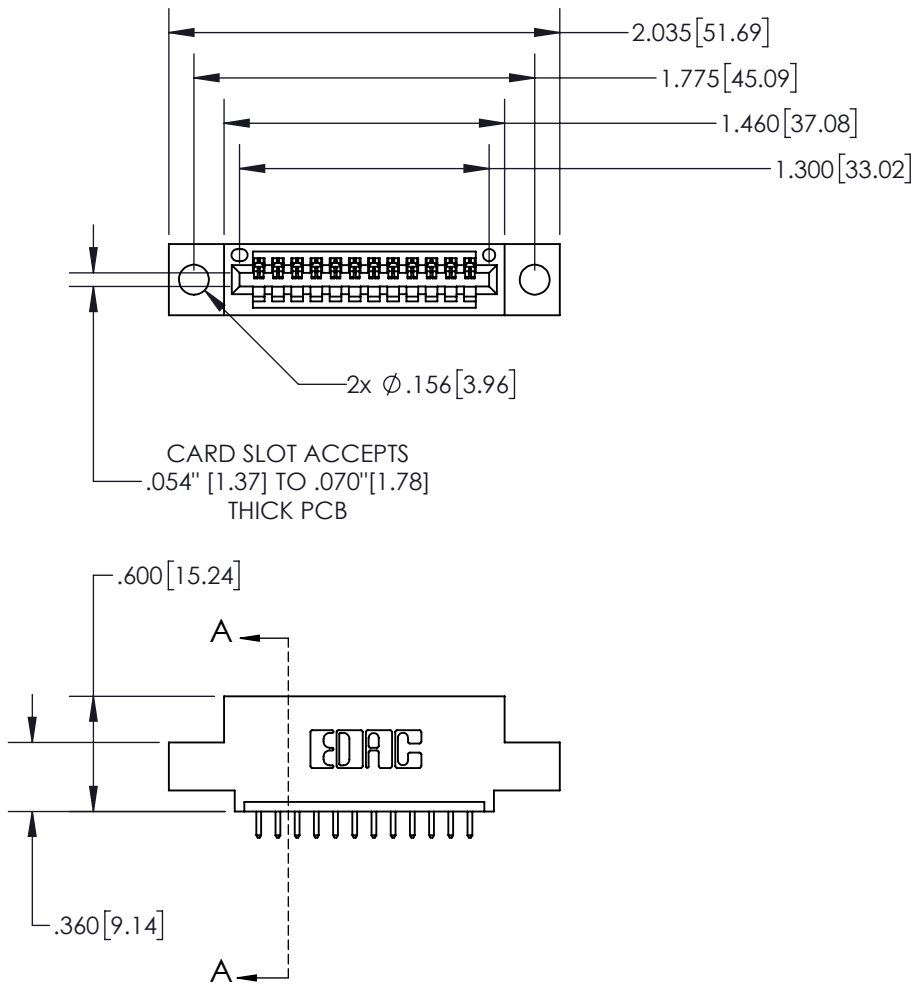 2.035[51.69]
1.775[45.09]
1.460[37.08]
1.300[33.02]
2x ⌀.156[3.96]
CARD SLOT ACCEPTS
.054" [1.37] TO .070"[1.78]
THICK PCB
.600[15.24]
A
EDAC
.360[9.14]
A